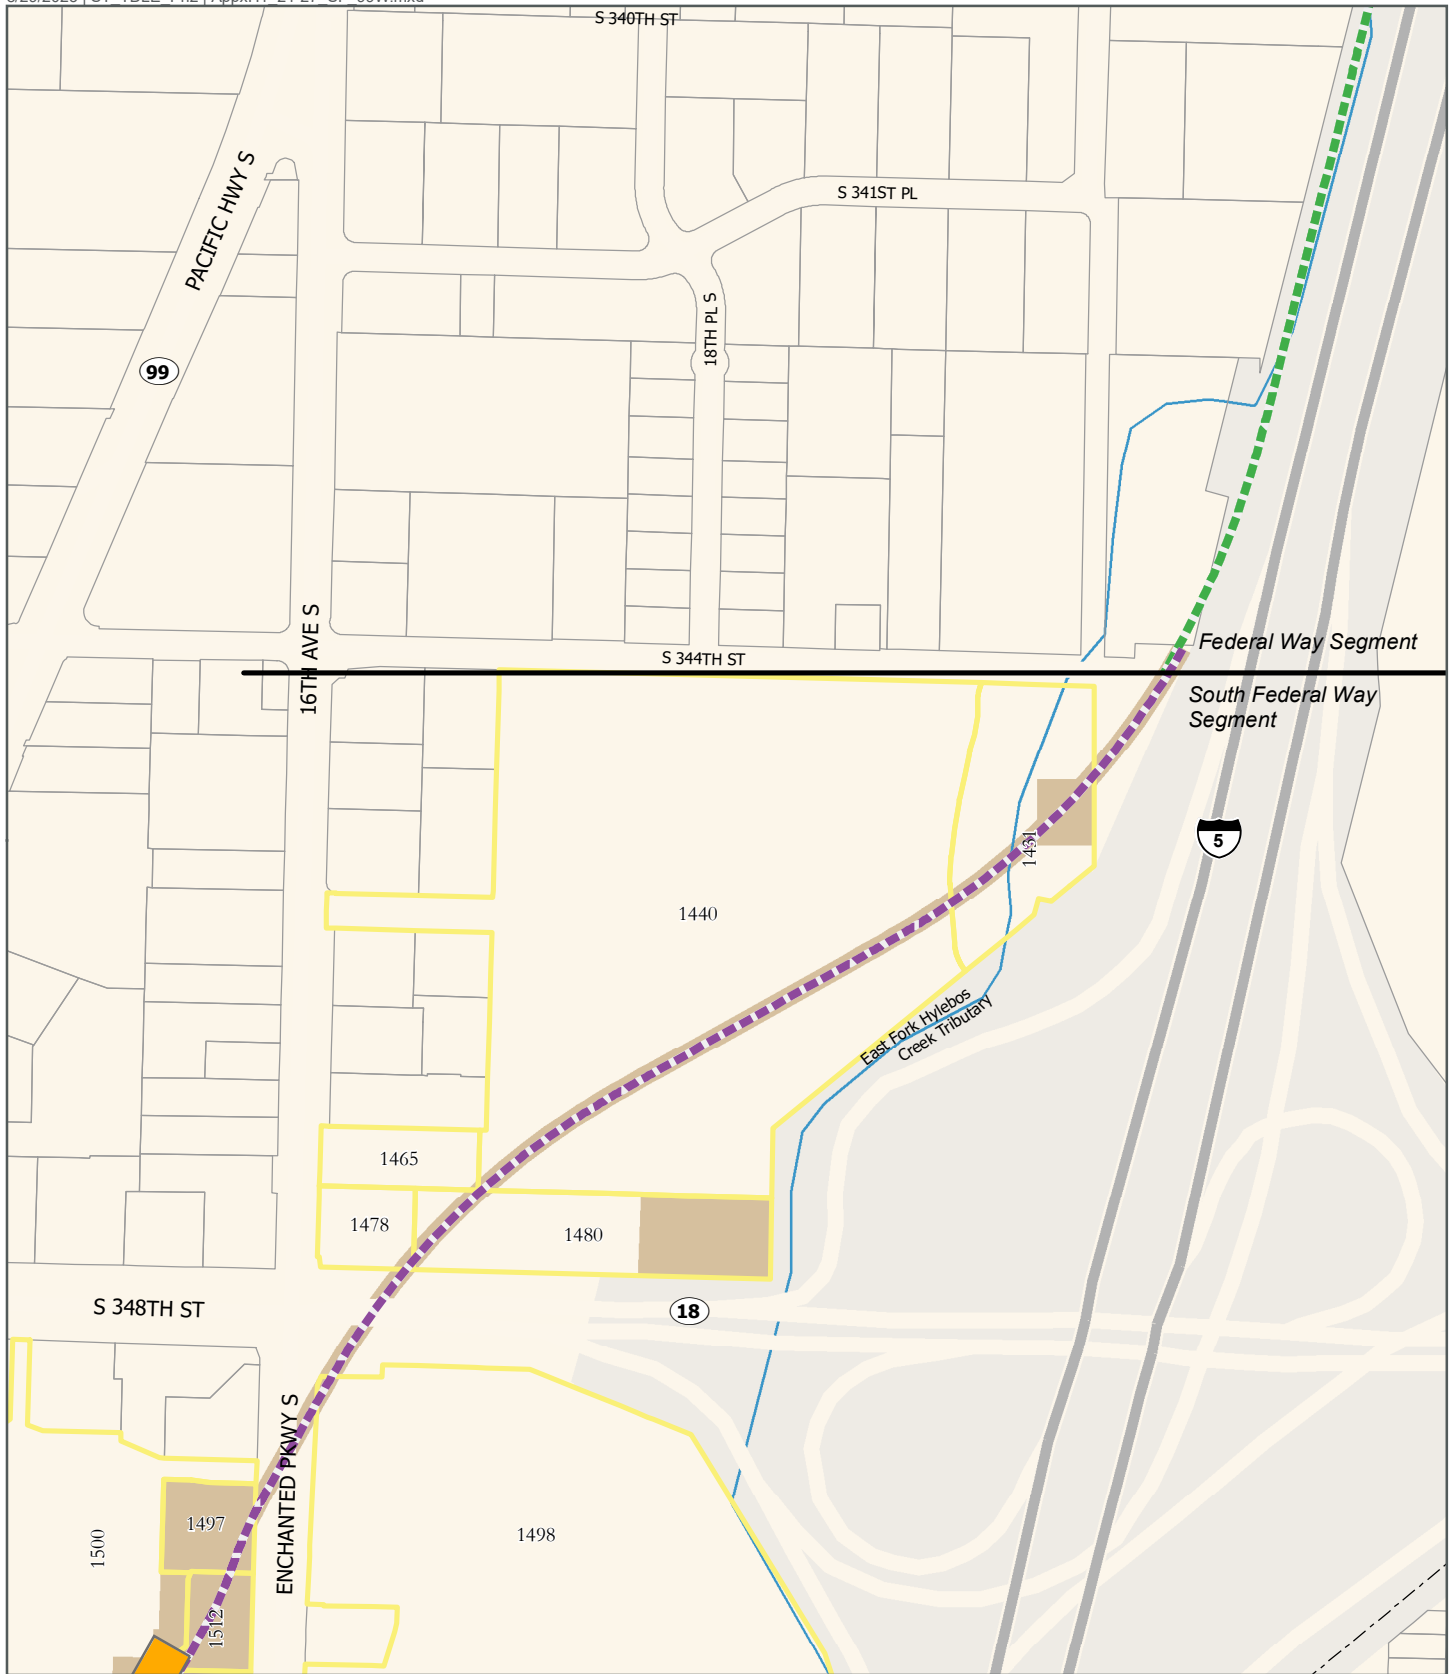 S 340TH ST
PACIFIC HWY S
S 341ST PL
18TH PL S
99
16TH AVE S
S 344TH ST
Federal Way Segment
South Federal Way
Segment
5
1431
1440
East Fork Hylebos
Creek Tributary
1465
1478
1480
S 348TH ST
18
ENCHANTED PKWY S
1497
1498
1500
1512